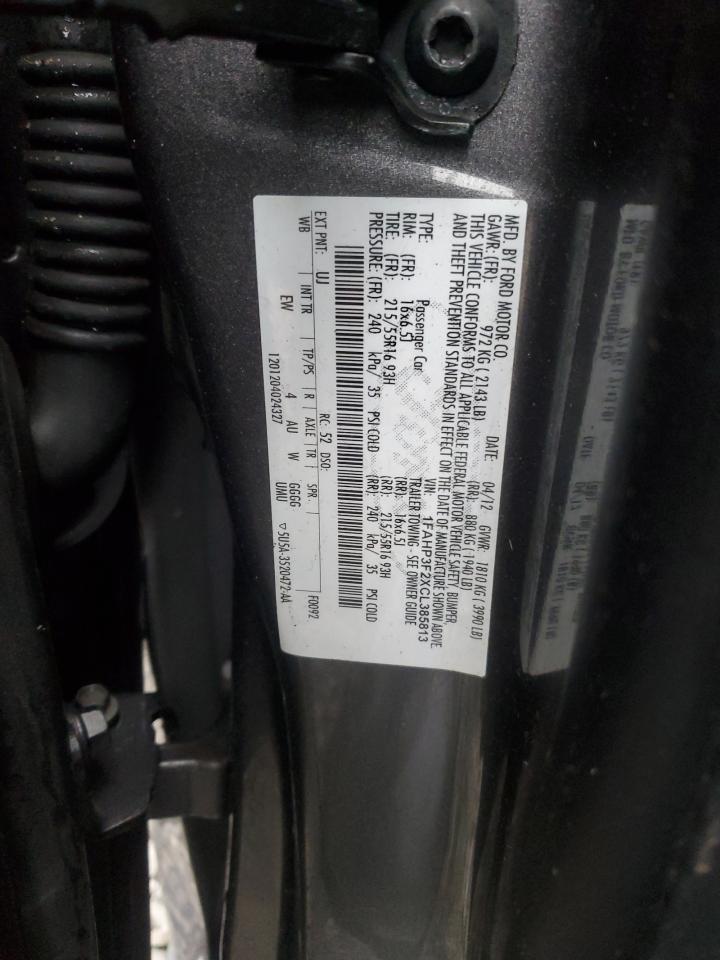 MFD. BY FORD MOTOR CO.
DATE: 04/12 GVWR: 1810 KG ( 3990 LB)
GAWR: (FR): 972 KG ( 2143 LB) (RR): 880 KG ( 1940 LB)
THIS VEHICLE CONFORMS TO ALL APPLICABLE FEDERAL MOTOR VEHICLE SAFETY, BUMPER,
AND THEFT PREVENTION STANDARDS IN EFFECT ON THE DATE OF MANUFACTURE SHOWN ABOVE
VIN: 1FAHP3F2XCL385813
TYPE: Passenger Car TRAILER TOWING - SEE OWNER GUIDE
RIM: (FR): 16x6.5J (RR): 16x6.5J
TIRE: (FR): 215/55R16 93H (RR): 215/55R16 93H
PRESSURE: (FR): 240 kPa/ 35 PSI COLD (RR): 240 kPa/ 35 PSI COLD
EXT PNT: UJ RC: 52 DSO: F0092
WB INT TR TP/PS R AXLE TR SPR
EW 4 AU W GGGG
UMU
1201204024327 5U5A-3520472-AA